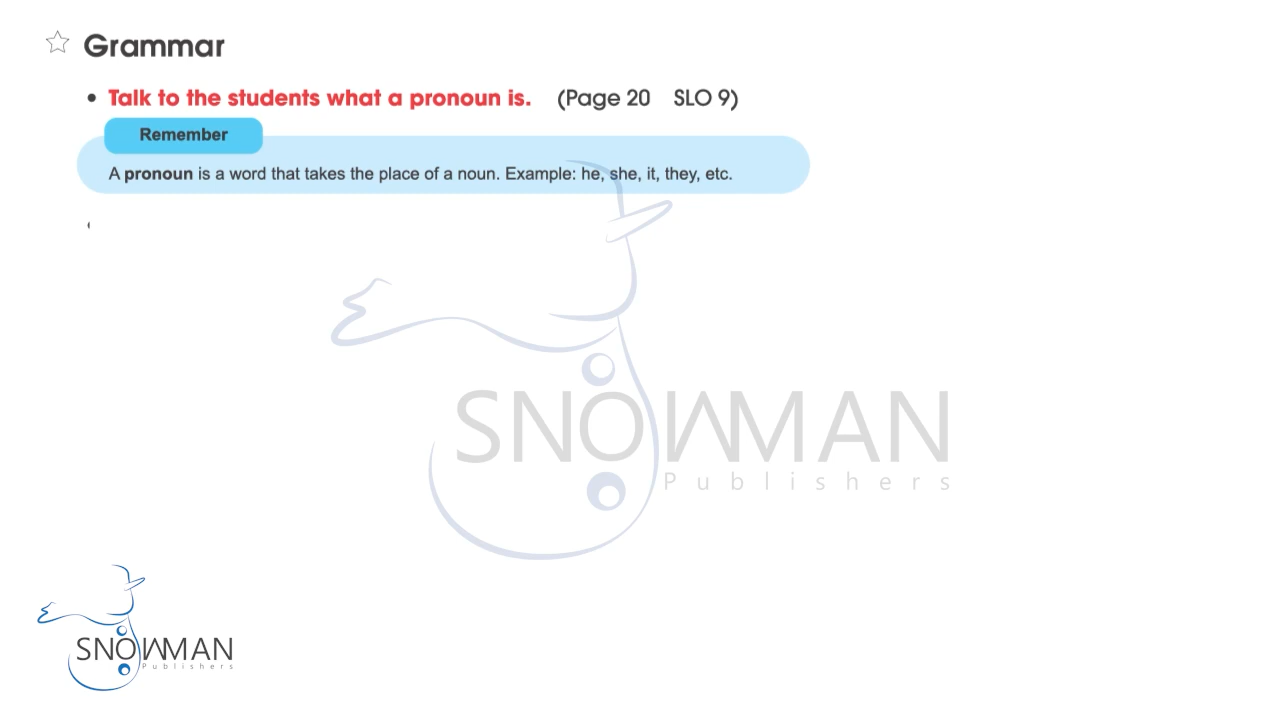 Grammar
• Talk to the students what a pronoun is. (Page 20 SLO 9)
Remember
A pronoun is a word that takes the place of a noun. Example: he, she, it, they, etc.
SNOWMAN
Publishers
SNOWMAN
Publishers